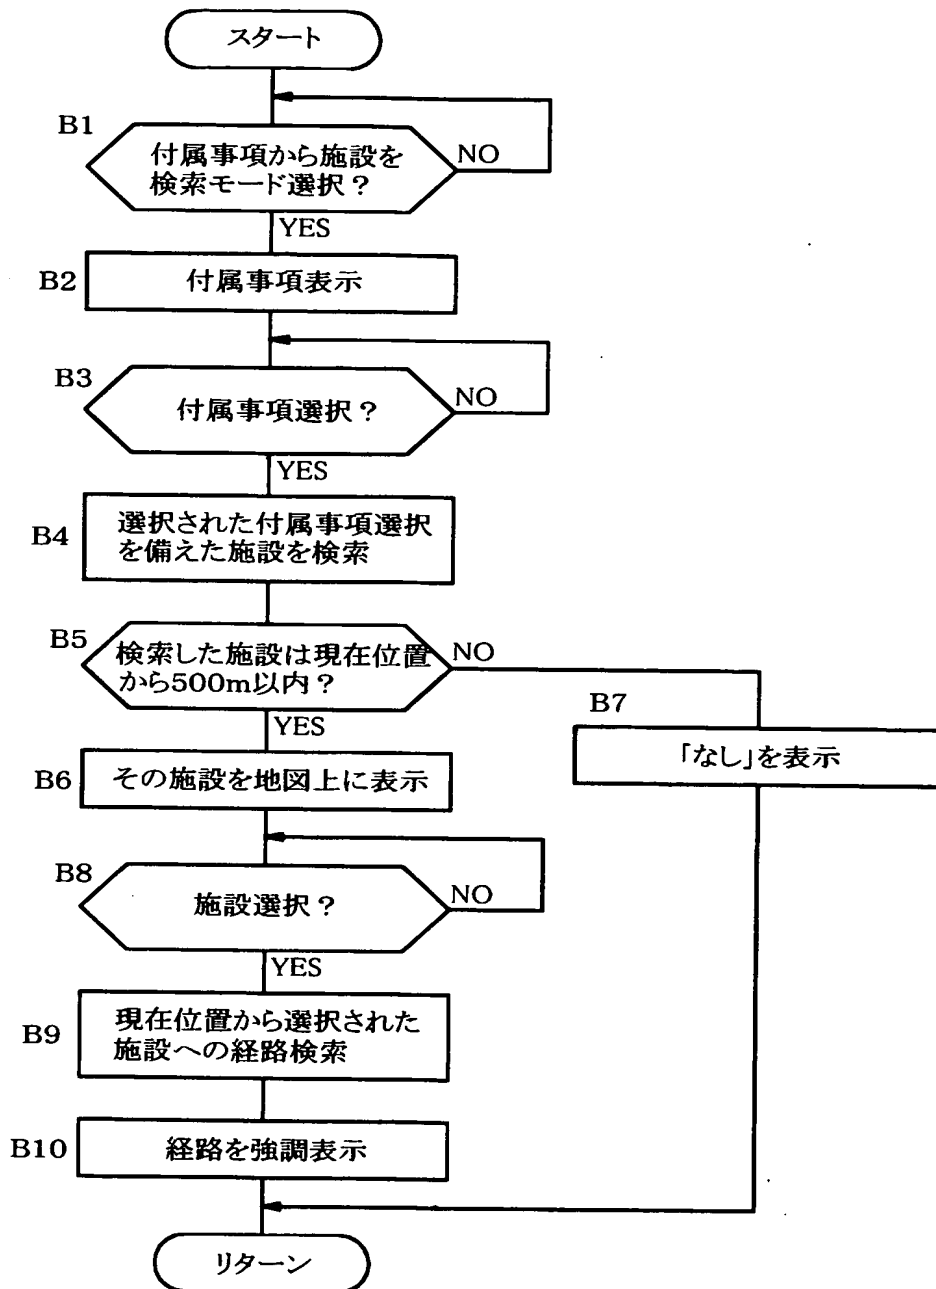 スタート
B1
付属事項から施設を
検索モード選択?
NO
YES
B2
付属事項表示
B3
付属事項選択?
NO
YES
B4
選択された付属事項選択
を備えた施設を検索
B5
検索した施設は現在位置
から500m以内?
NO
YES
B7
「なし」を表示
B6
その施設を地図上に表示
B8
施設選択?
NO
YES
B9
現在位置から選択された
施設への経路検索
B10
経路を強調表示
リターン